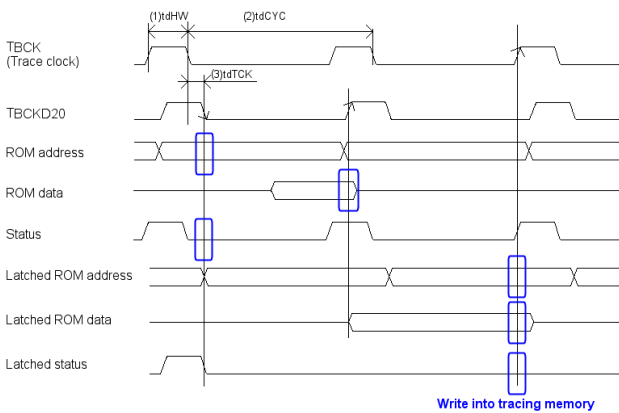 (1)tdHW
(2)tdCYC
TBCK
(Trace clock)
(3)tdTCK
TBCKD20
ROM address
ROM data
Status
Latched ROM address
Latched ROM data
Latched status
Write into tracing memory